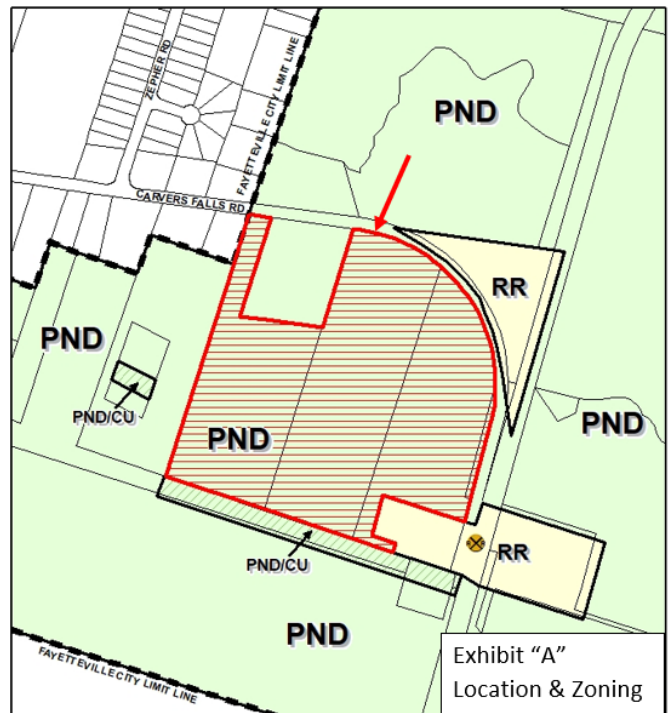 ZEPHER RD
FAYETTEVILLE CITY LIMIT LINE
PND
CARVERS FALLS RD
RR
PND
PND
PND/CU
PND
RR
PND/CU
PND
FAYETTEVILLE CITY LIMIT LINE
Exhibit “A”
Location & Zoning